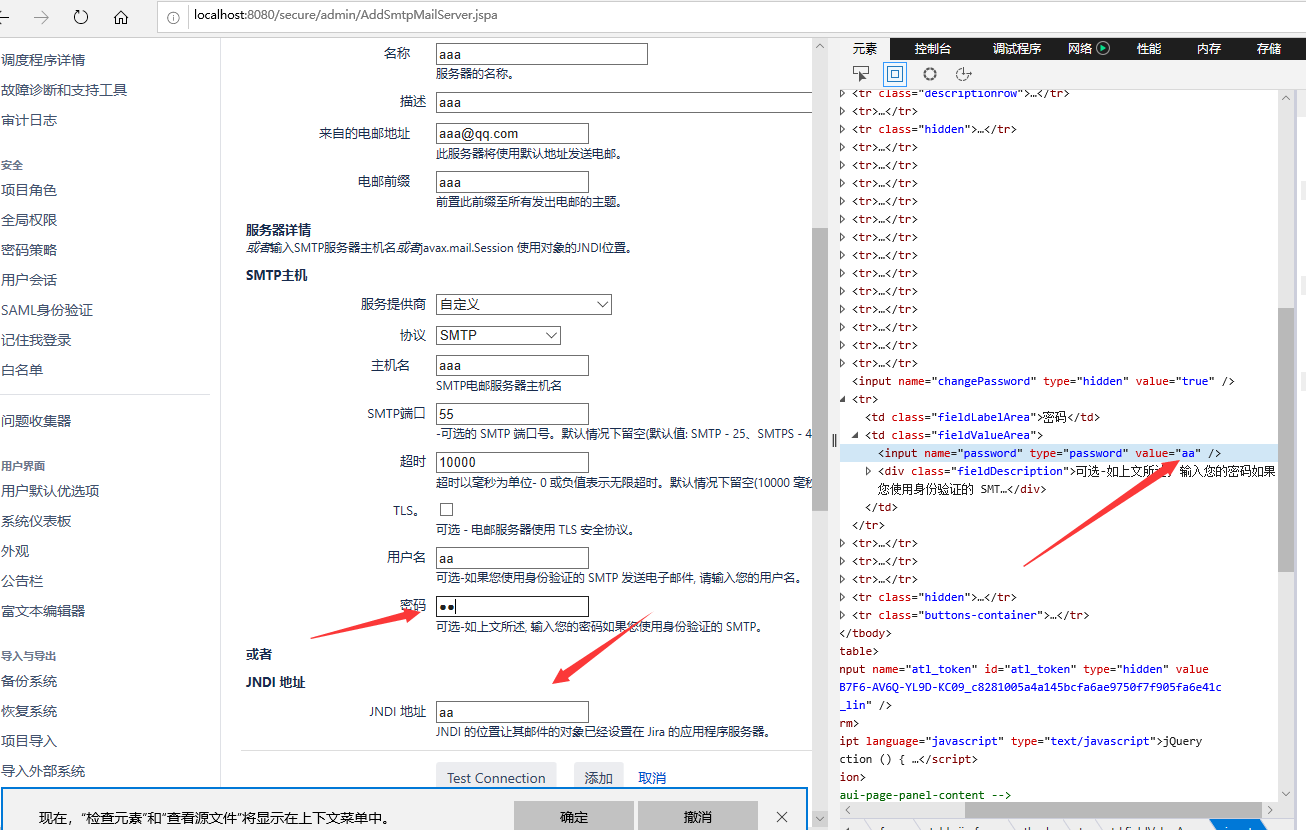 localhost:8080/secure/admin/AddSmtpMailServer.jspa
调度程序详情
故障诊断和支持工具
审计日志
安全
项目角色
全局权限
密码策略
用户会话
SAML身份验证
记住我登录
白名单
问题收集器
用户界面
用户默认优选项
系统仪表板
外观
公告栏
富文本编辑器
导入与导出
备份系统
恢复系统
项目导入
导入外部系统
名称 aaa
服务器的名称。
描述 aaa
来自的电邮地址 aaa@qq.com
此服务器将使用默认地址发送电邮。
电邮前缀 aaa
前置此前缀至所有发出电邮的主题。
服务器详情
或者输入SMTP服务器主机名或者javax.mail.Session 使用对象的JNDI位置。
SMTP主机
服务提供商 自定义
协议 SMTP
主机名 aaa
SMTP电邮服务器主机名
SMTP端口 55
-可选的 SMTP 端口号。默认情况下留空(默认值: SMTP - 25、SMTPS - 4
超时 10000
超时以毫秒为单位- 0 或负值表示无限超时。默认情况下留空(10000 毫秒
TLS。
可选 - 电邮服务器使用 TLS 安全协议。
用户名 aa
可选-如果您使用身份验证的 SMTP 发送电子邮件, 请输入您的用户名。
密码 ●●
可选-如上文所述, 输入您的密码如果您使用身份验证的 SMTP。
或者
JNDI 地址
JNDI 地址 aa
JNDI 的位置让其邮件的对象已经设置在 Jira 的应用程序服务器。
Test Connection 添加 取消
现在，“检查元素”和“查看源文件”将显示在上下文菜单中。 确定 撤消
元素 控制台 调试程序 网络 性能 内存 存储
<tr class="descriptionrow">…</tr>
<tr>…</tr>
<tr class="hidden">…</tr>
<tr>…</tr>
<tr>…</tr>
<tr>…</tr>
<tr>…</tr>
<tr>…</tr>
<tr>…</tr>
<tr>…</tr>
<tr>…</tr>
<tr>…</tr>
<tr>…</tr>
<tr>…</tr>
<tr>…</tr>
<tr>…</tr>
<input name="changePassword" type="hidden" value="true" />
<tr>
<td class="fieldLabelArea">密码</td>
<td class="fieldValueArea">
<input name="password" type="password" value="aa" />
<div class="fieldDescription">可选-如上文所述, 输入您的密码如果
您使用身份验证的 SMT…</div>
</td>
</tr>
<tr>…</tr>
<tr>…</tr>
<tr>…</tr>
<tr class="hidden">…</tr>
<tr class="buttons-container">…</tr>
</tbody>
table>
nput name="atl_token" id="atl_token" type="hidden" value
B7F6-AV6Q-YL9D-KC09_c8281005a4a145bcfa6ae9750f7f905fa6e41c
_lin" />
rm>
ipt language="javascript" type="text/javascript">jQuery
ction () { …</script>
ion>
aui-page-panel-content -->